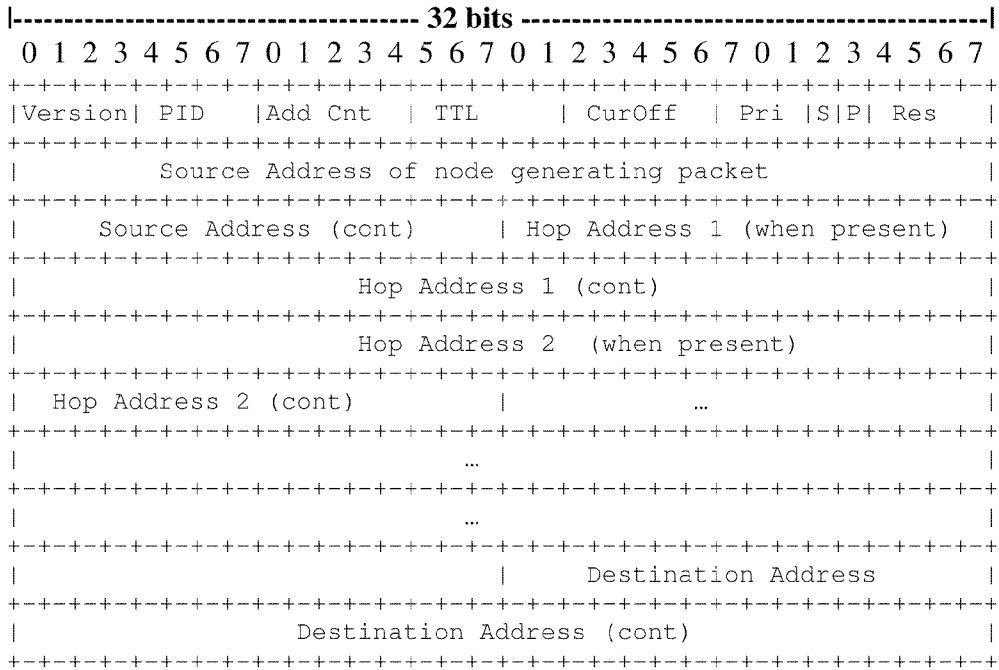 |-------------------------------------- 32 bits --------------------------------------------|
0 1 2 3 4 5 6 7 0 1 2 3 4 5 6 7 0 1 2 3 4 5 6 7 0 1 2 3 4 5 6 7
+-+-+-+-+-+-+-+-+-+-+-+-+-+-+-+-+-+-+-+-+-+-+-+-+-+-+-+-+-+-+-+-+
|Version| PID |Add Cnt | TTL | CurOff | Pri |S|P| Res |
+-+-+-+-+-+-+-+-+-+-+-+-+-+-+-+-+-+-+-+-+-+-+-+-+-+-+-+-+-+-+-+-+
| Source Address of node generating packet |
+-+-+-+-+-+-+-+-+-+-+-+-+-+-+-+-+-+-+-+-+-+-+-+-+-+-+-+-+-+-+-+-+
| Source Address (cont) | Hop Address 1 (when present) |
+-+-+-+-+-+-+-+-+-+-+-+-+-+-+-+-+-+-+-+-+-+-+-+-+-+-+-+-+-+-+-+-+
| Hop Address 1 (cont) |
+-+-+-+-+-+-+-+-+-+-+-+-+-+-+-+-+-+-+-+-+-+-+-+-+-+-+-+-+-+-+-+-+
| Hop Address 2 (when present) |
+-+-+-+-+-+-+-+-+-+-+-+-+-+-+-+-+-+-+-+-+-+-+-+-+-+-+-+-+-+-+-+-+
| Hop Address 2 (cont) | … |
+-+-+-+-+-+-+-+-+-+-+-+-+-+-+-+-+-+-+-+-+-+-+-+-+-+-+-+-+-+-+-+-+
| … |
+-+-+-+-+-+-+-+-+-+-+-+-+-+-+-+-+-+-+-+-+-+-+-+-+-+-+-+-+-+-+-+-+
| … |
+-+-+-+-+-+-+-+-+-+-+-+-+-+-+-+-+-+-+-+-+-+-+-+-+-+-+-+-+-+-+-+-+
| | Destination Address |
+-+-+-+-+-+-+-+-+-+-+-+-+-+-+-+-+-+-+-+-+-+-+-+-+-+-+-+-+-+-+-+-+
| Destination Address (cont) |
+-+-+-+-+-+-+-+-+-+-+-+-+-+-+-+-+-+-+-+-+-+-+-+-+-+-+-+-+-+-+-+-+